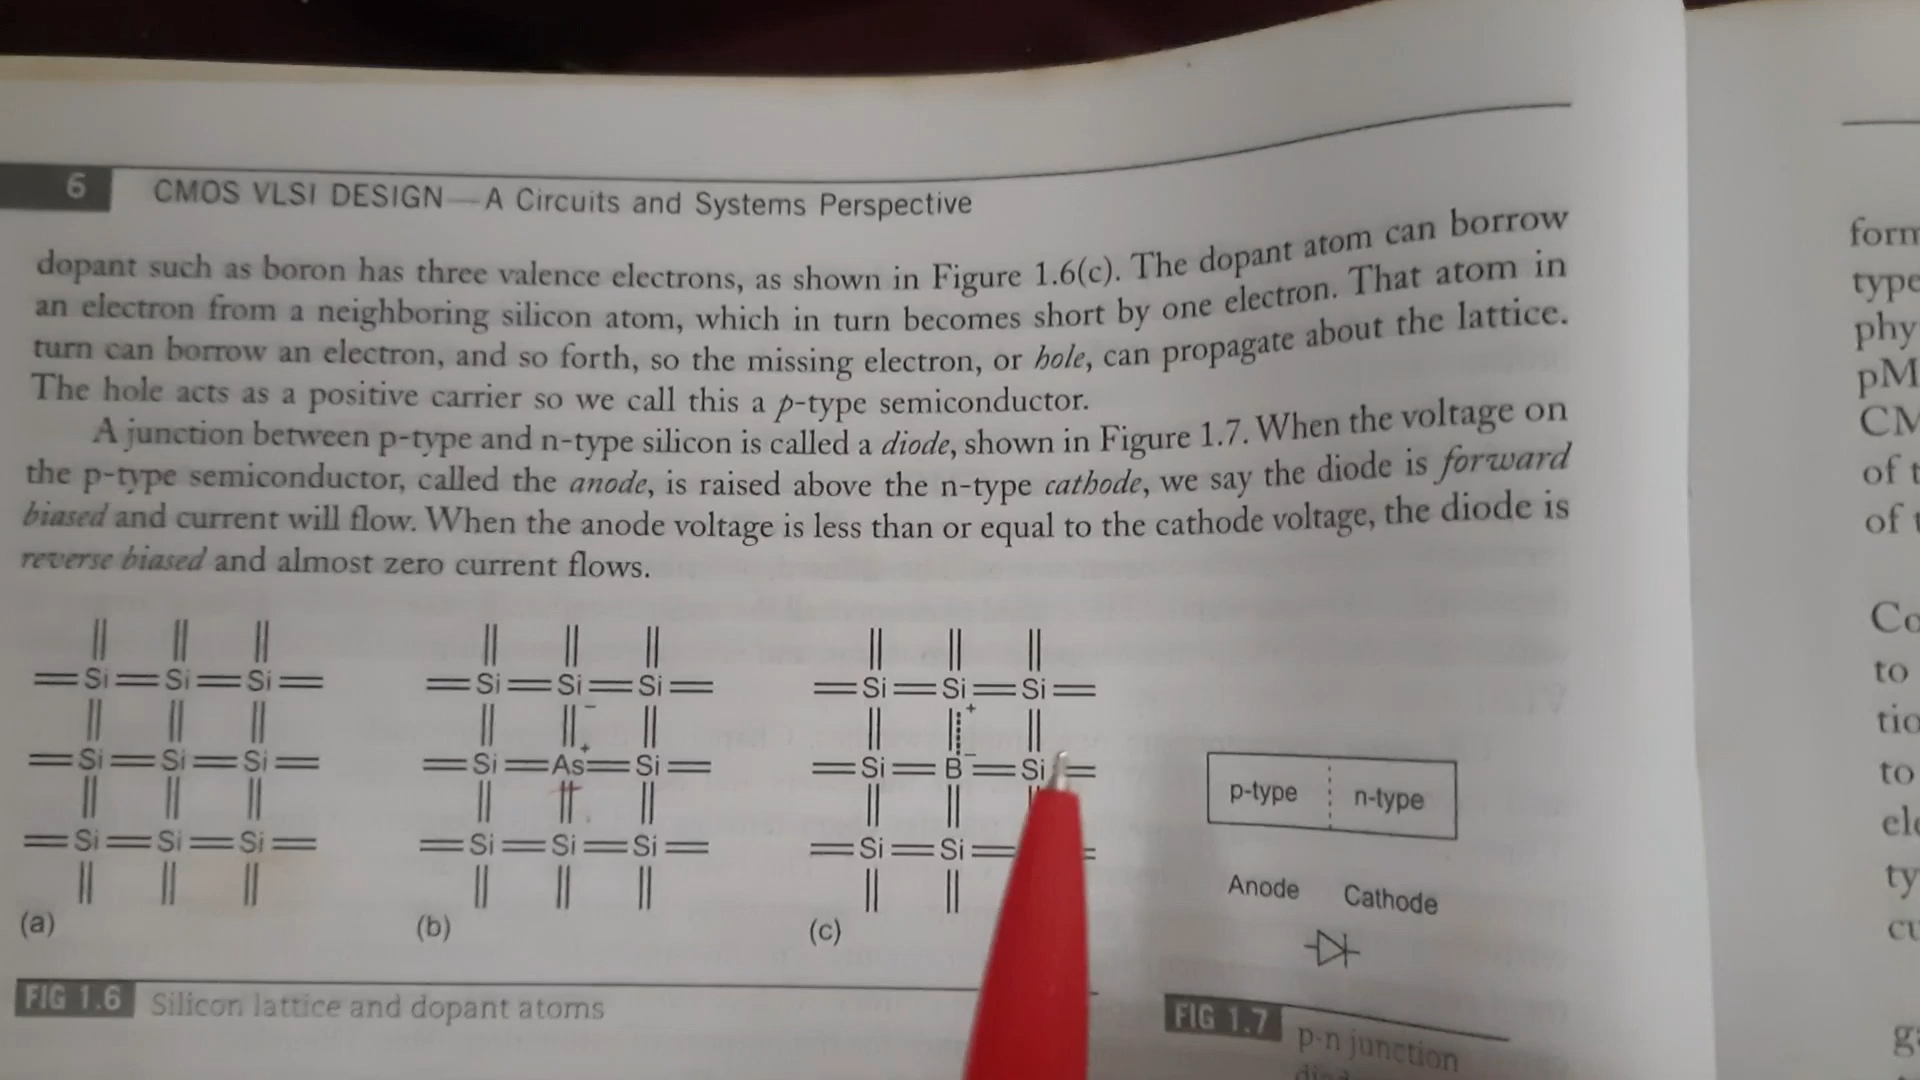 6 CMOS VLSI DESIGN—A Circuits and Systems Perspective
dopant such as boron has three valence electrons, as shown in Figure 1.6(c). The dopant atom can borrow
an electron from a neighboring silicon atom, which in turn becomes short by one electron. That atom in
turn can borrow an electron, and so forth, so the missing electron, or hole, can propagate about the lattice.
The hole acts as a positive carrier so we call this a p-type semiconductor.
A junction between p-type and n-type silicon is called a diode, shown in Figure 1.7. When the voltage on
the p-type semiconductor, called the anode, is raised above the n-type cathode, we say the diode is forward
biased and current will flow. When the anode voltage is less than or equal to the cathode voltage, the diode is
reverse biased and almost zero current flows.
Si Si Si
Si Si Si
Si Si Si
(a)
Si Si Si
-
+
Si As Si
Si Si Si
(b)
Si Si Si
+
-
Si B Si
Si Si
(c)
FIG 1.6 Silicon lattice and dopant atoms
p-type n-type
Anode Cathode
FIG 1.7 p-n junction
form
type
phy
pM
of
of
to
to